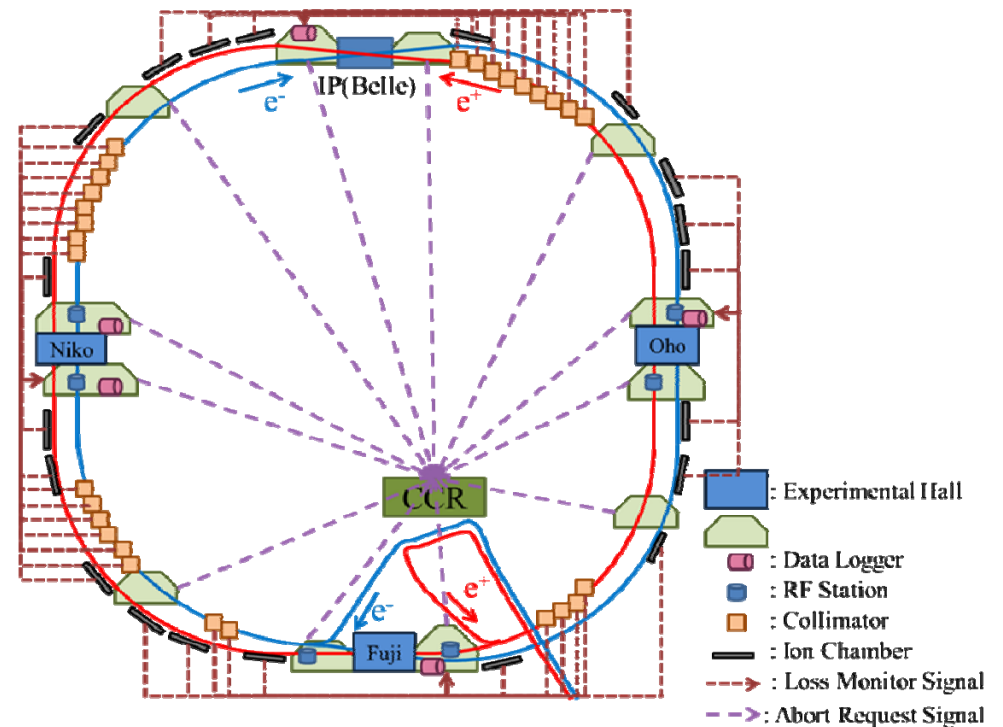 IP(Belle)
e-
e+
Niko
Oho
CCR
e-
e+
Fuji
: Experimental Hall
: Data Logger
: RF Station
: Collimator
: Ion Chamber
: Loss Monitor Signal
: Abort Request Signal